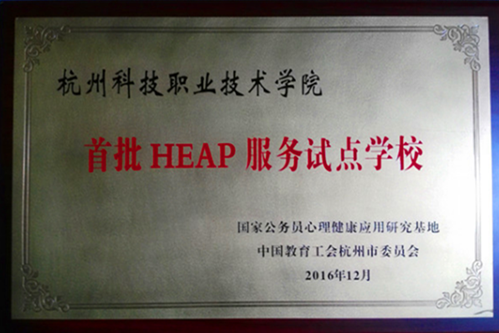 杭州科技职业技术学院
首批 HEAP 服务试点学校
国家公务员心理健康应用研究基地
中国教育工会杭州市委员会
2016年12月